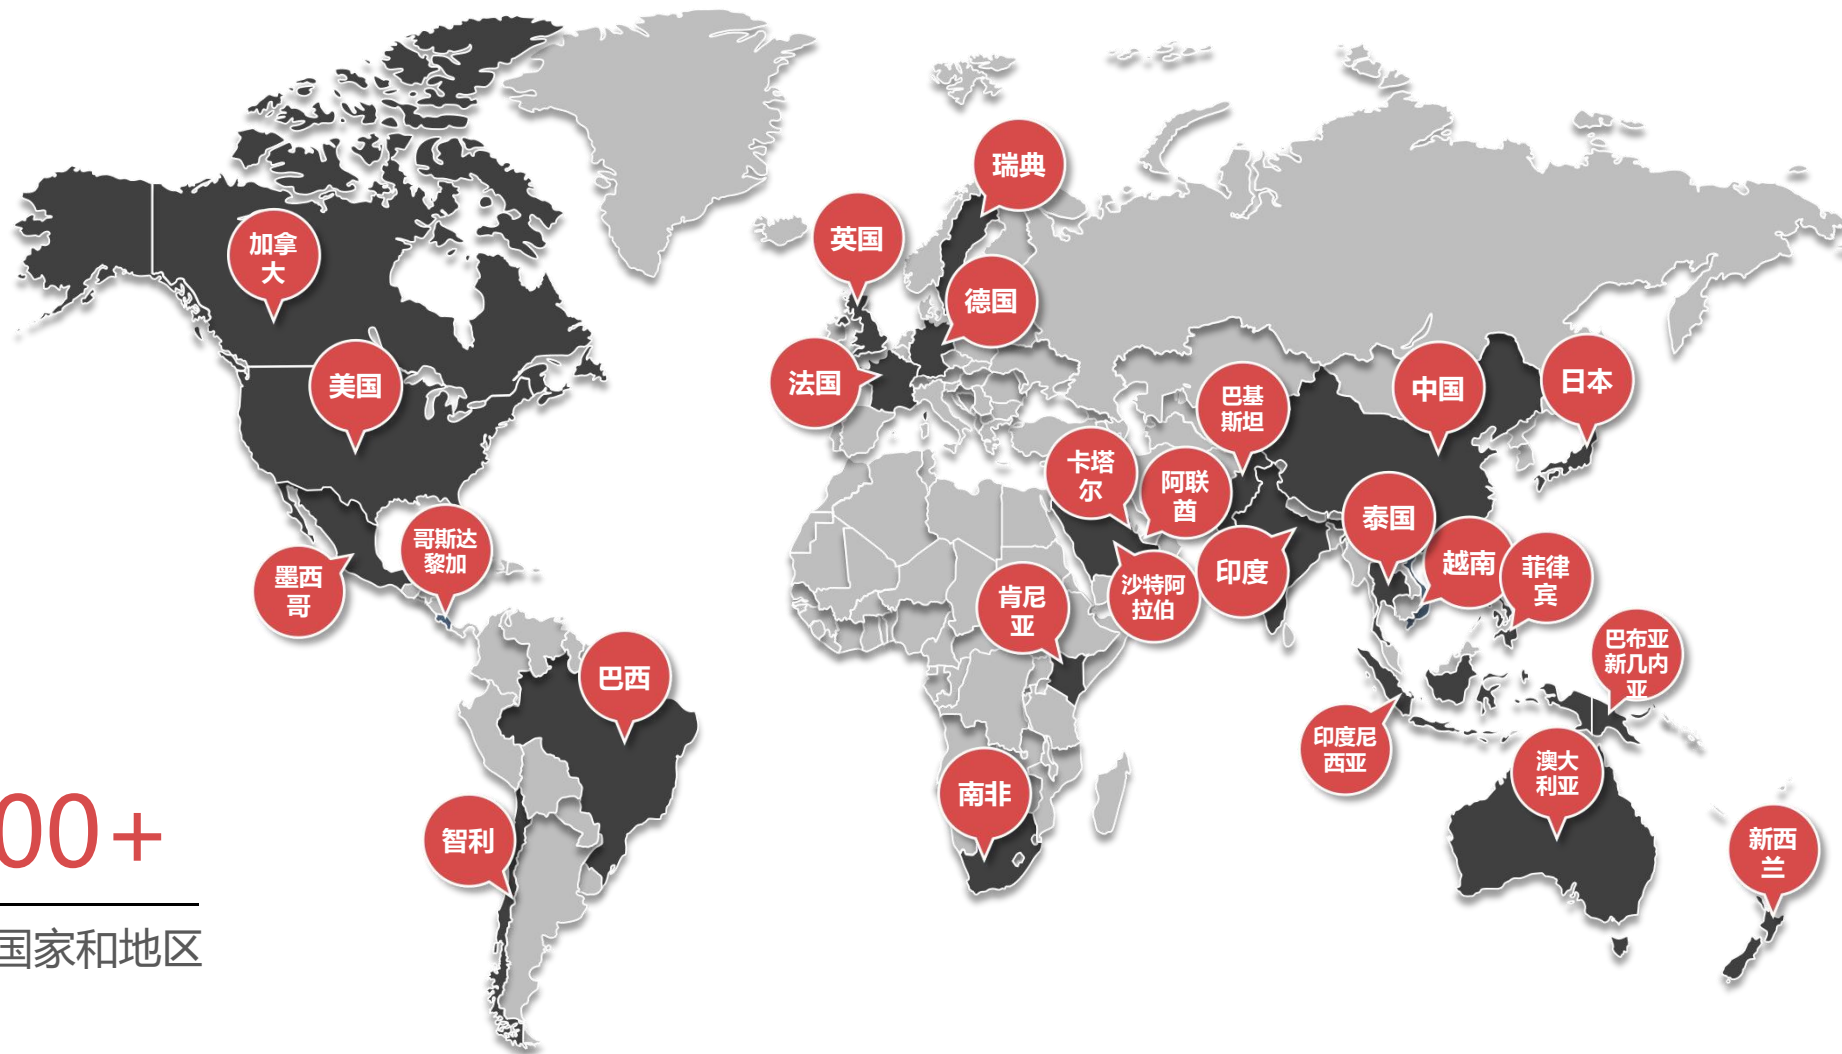 瑞典
英国
加拿
大
德国
美国
法国
巴基
斯坦
中国
日本
卡塔
尔
阿联
酋
泰国
哥斯达
黎加
越南
菲律
宾
墨西
哥
印度
沙特阿
拉伯
肯尼
亚
巴布亚
新几内
亚
巴西
印度尼
西亚
澳大
利亚
南非
智利
新西
兰
00+
国家和地区